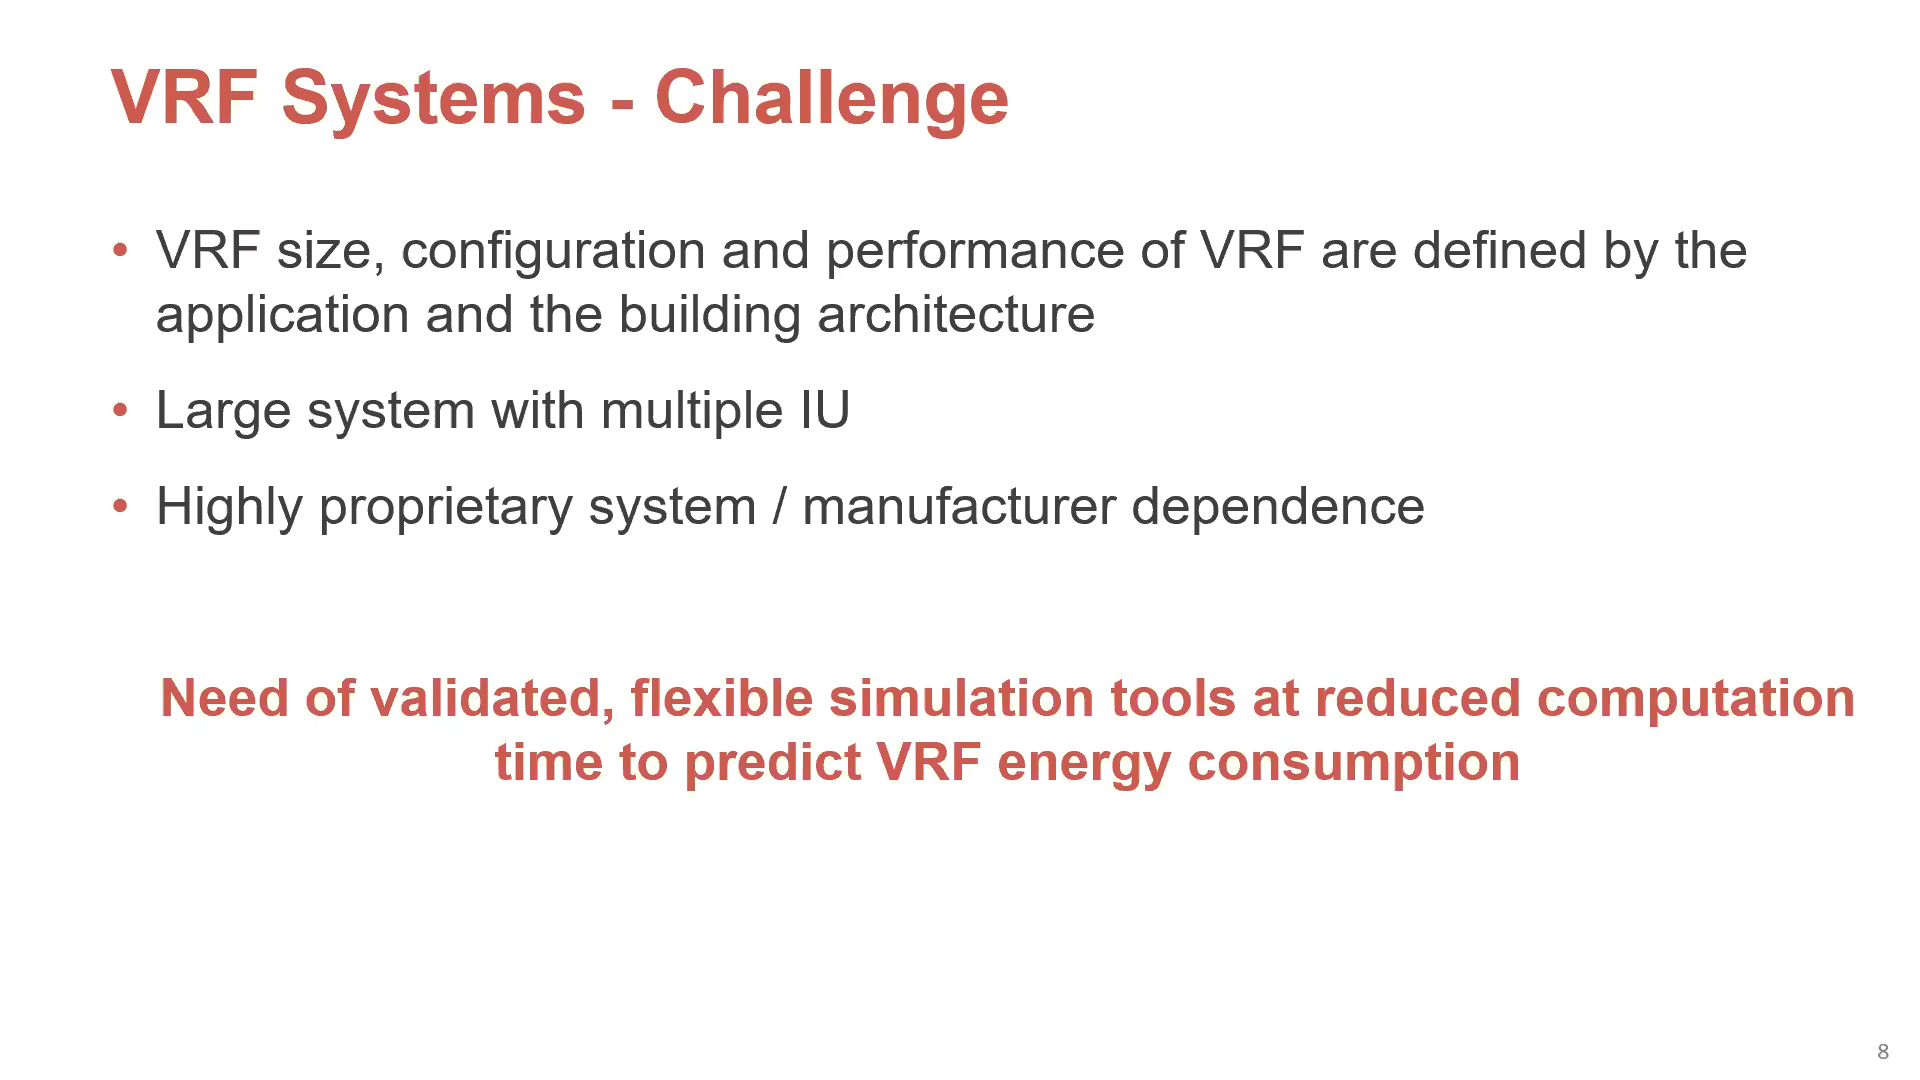 VRF Systems - Challenge
• VRF size, configuration and performance of VRF are defined by the
application and the building architecture
• Large system with multiple IU
• Highly proprietary system / manufacturer dependence
Need of validated, flexible simulation tools at reduced computation
time to predict VRF energy consumption
8